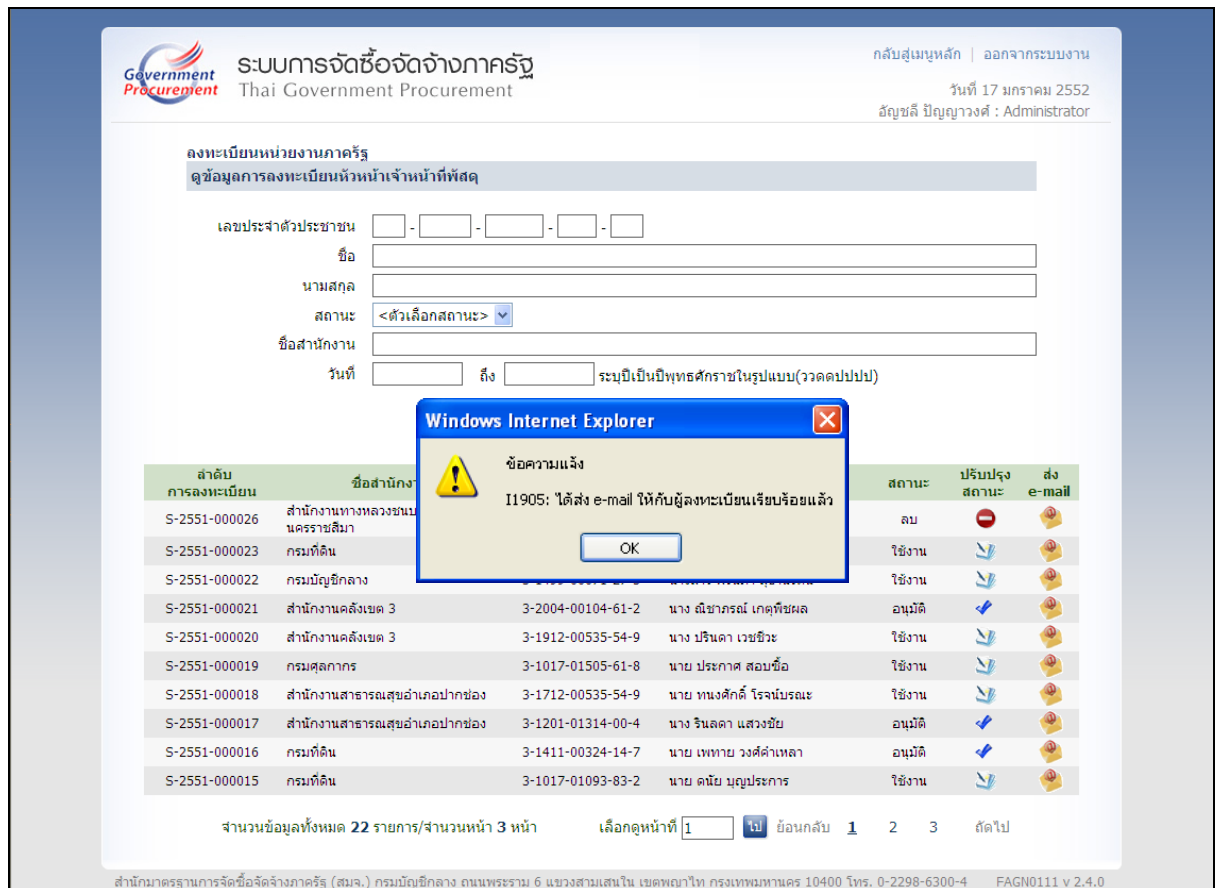 Government
Procurement
ระบบการจัดซื้อจัดจ้างภาครัฐ
Thai Government Procurement
กลับสู่เมนูหลัก | ออกจากระบบงาน
วันที่ 17 มกราคม 2552
อัญชลี ปัญญาวงศ์ : Administrator
ลงทะเบียนหน่วยงานภาครัฐ
ดูข้อมูลการลงทะเบียนหัวหน้าเจ้าหน้าที่พัสดุ
เลขประจำตัวประชาชน - - - -
ชื่อ
นามสกุล
สถานะ <ตัวเลือกสถานะ>
ชื่อสำนักงาน
วันที่ ถึง ระบุปีเป็นปีพุทธศักราชในรูปแบบ(ววดดปปปป)
Windows Internet Explorer
ข้อความแจ้ง
I1905: ได้ส่ง e-mail ให้กับผู้ลงทะเบียนเรียบร้อยแล้ว
OK
ลำดับ
การลงทะเบียน ชื่อสำนักงา สถานะ ปรับปรุง
สถานะ ส่ง
e-mail
S-2551-000026 สำนักงานทางหลวงชนบ
นครราชสีมา ลบ
S-2551-000023 กรมที่ดิน ใช้งาน
S-2551-000022 กรมบัญชีกลาง ใช้งาน
S-2551-000021 สำนักงานคลังเขต 3 3-2004-00104-61-2 นาง ณิชาภรณ์ เกตุพืชผล อนุมัติ
S-2551-000020 สำนักงานคลังเขต 3 3-1912-00535-54-9 นาง ปรินดา เวชชีวะ ใช้งาน
S-2551-000019 กรมศุลกากร 3-1017-01505-61-8 นาย ประกาศ สอบซื้อ ใช้งาน
S-2551-000018 สำนักงานสาธารณสุขอำเภอปากช่อง 3-1712-00535-54-9 นาย ทนงศักดิ์ โรจน์บรณะ ใช้งาน
S-2551-000017 สำนักงานสาธารณสุขอำเภอปากช่อง 3-1201-01314-00-4 นาง รินลดา แสวงชัย อนุมัติ
S-2551-000016 กรมที่ดิน 3-1411-00324-14-7 นาย เพทาย วงศ์คำเหลา อนุมัติ
S-2551-000015 กรมที่ดิน 3-1017-01093-83-2 นาย ดนัย บุญประการ ใช้งาน
จำนวนข้อมูลทั้งหมด 22 รายการ/จำนวนหน้า 3 หน้า เลือกดูหน้าที่ 1 ไป ย้อนกลับ 1 2 3 ถัดไป
สำนักมาตรฐานการจัดซื้อจัดจ้างภาครัฐ (สมจ.) กรมบัญชีกลาง ถนนพระราม 6 แขวงสามเสนใน เขตพญาไท กรุงเทพมหานคร 10400 โทร. 0-2298-6300-4 FAGN0111 v 2.4.0